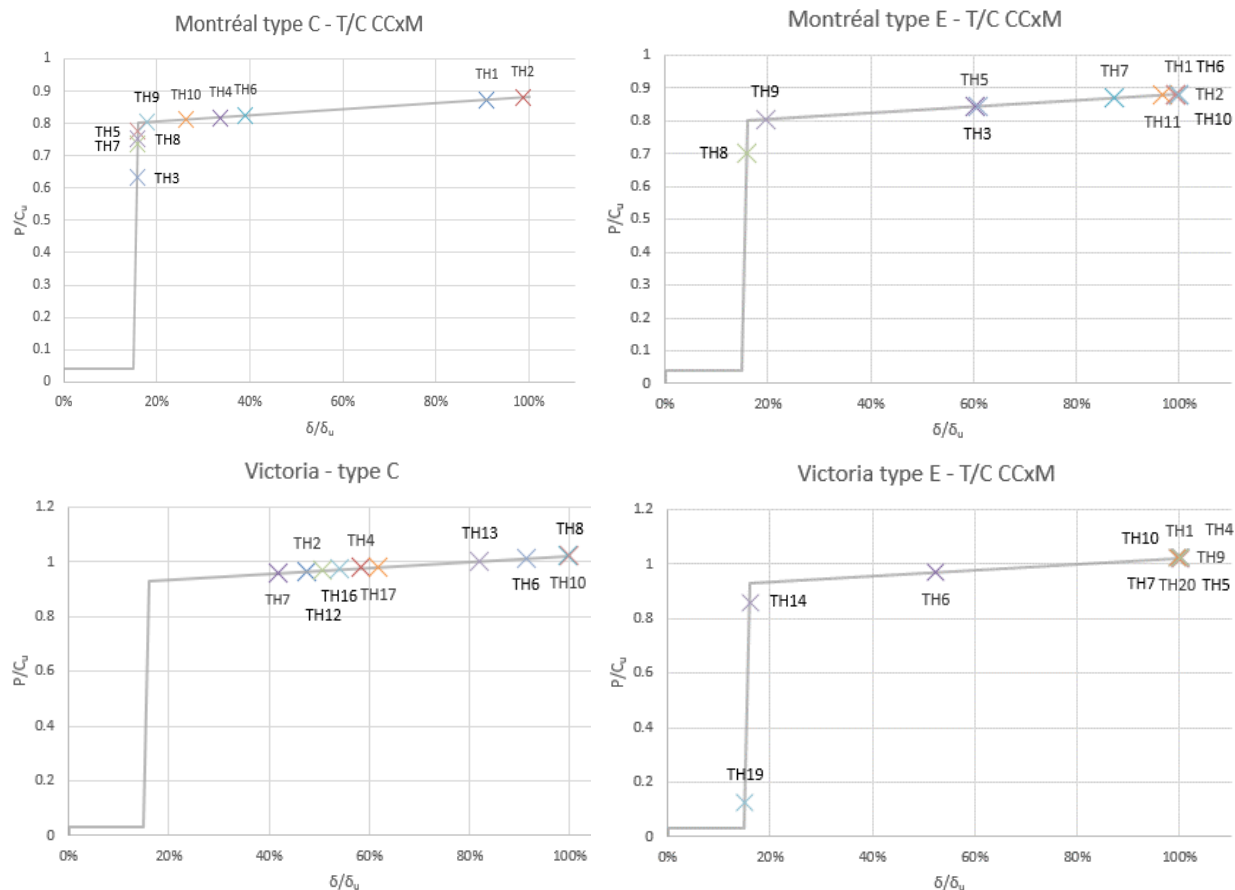 Montréal type C - T/C CCxM
1
0.9
0.8
0.7
0.6
0.5
0.4
0.3
0.2
0.1
0
P/Cu
TH9
TH10
TH4
TH6
TH1
TH2
TH5
TH8
TH7
TH3
0% 20% 40% 60% 80% 100%
δ/δu
Montréal type E - T/C CCxM
1
0.9
0.8
0.7
0.6
0.5
0.4
0.3
0.2
0.1
0
P/Cu
TH9
TH5
TH7
TH1
TH6
TH2
TH8
TH3
TH11
TH10
0% 20% 40% 60% 80% 100%
δ/δu
Victoria - type C
1.2
1
0.8
0.6
0.4
0.2
0
P/Cu
TH2
TH4
TH13
TH8
TH7
TH16
TH17
TH12
TH6
TH10
0% 20% 40% 60% 80% 100%
δ/δu
Victoria type E - T/C CCxM
1.2
1
0.8
0.6
0.4
0.2
0
P/Cu
TH10
TH1
TH4
TH9
TH7
TH20
TH5
TH14
TH6
TH19
0% 20% 40% 60% 80% 100%
δ/δu